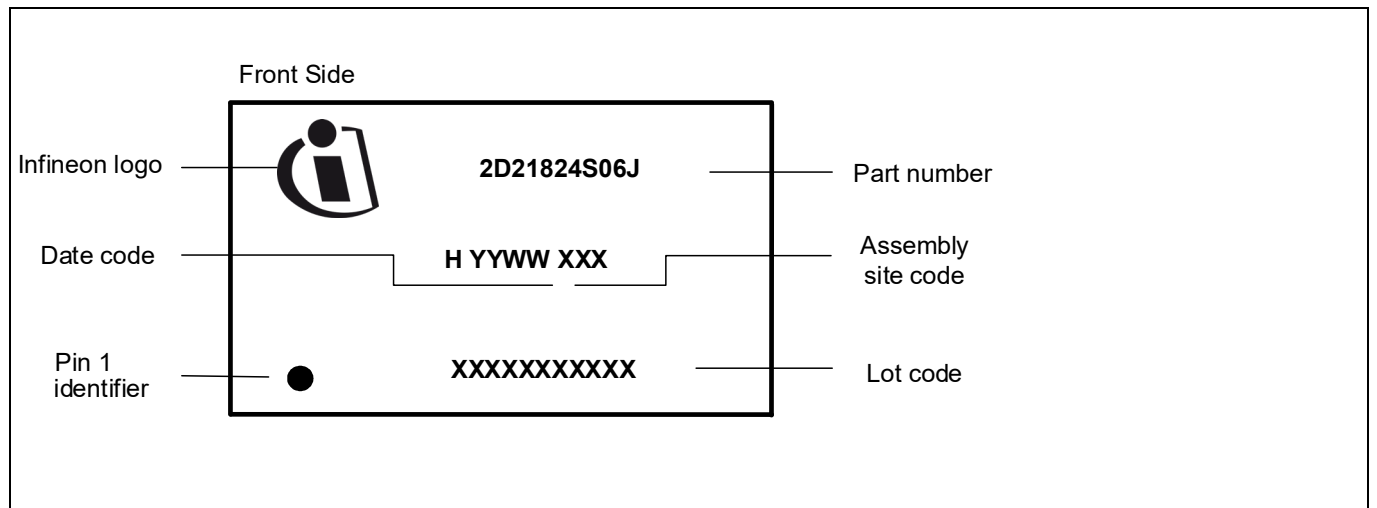 Front Side
Infineon logo
2D21824S06J
Part number
Date code
H YYWW XXX
Assembly
site code
Pin 1
identifier
XXXXXXXXXXX
Lot code